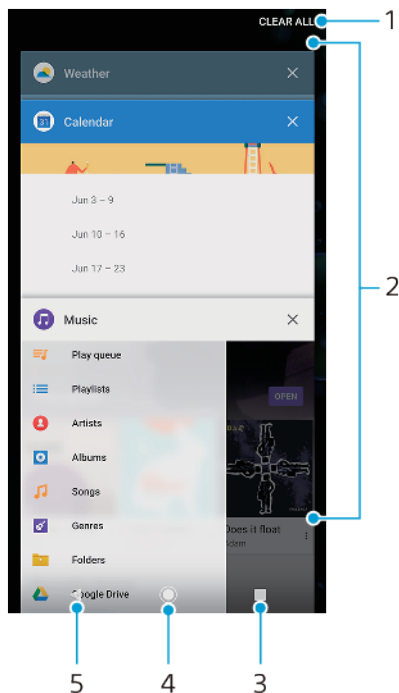 CLEAR ALL
1
Weather
Calendar
Jun 3 – 9
Jun 10 – 16
Jun 17 – 23
2
Music
Play queue
Playlists
OPEN
Artists
Albums
Songs
Genres
Does it float
Adam
Folders
Google Drive
5
4
3